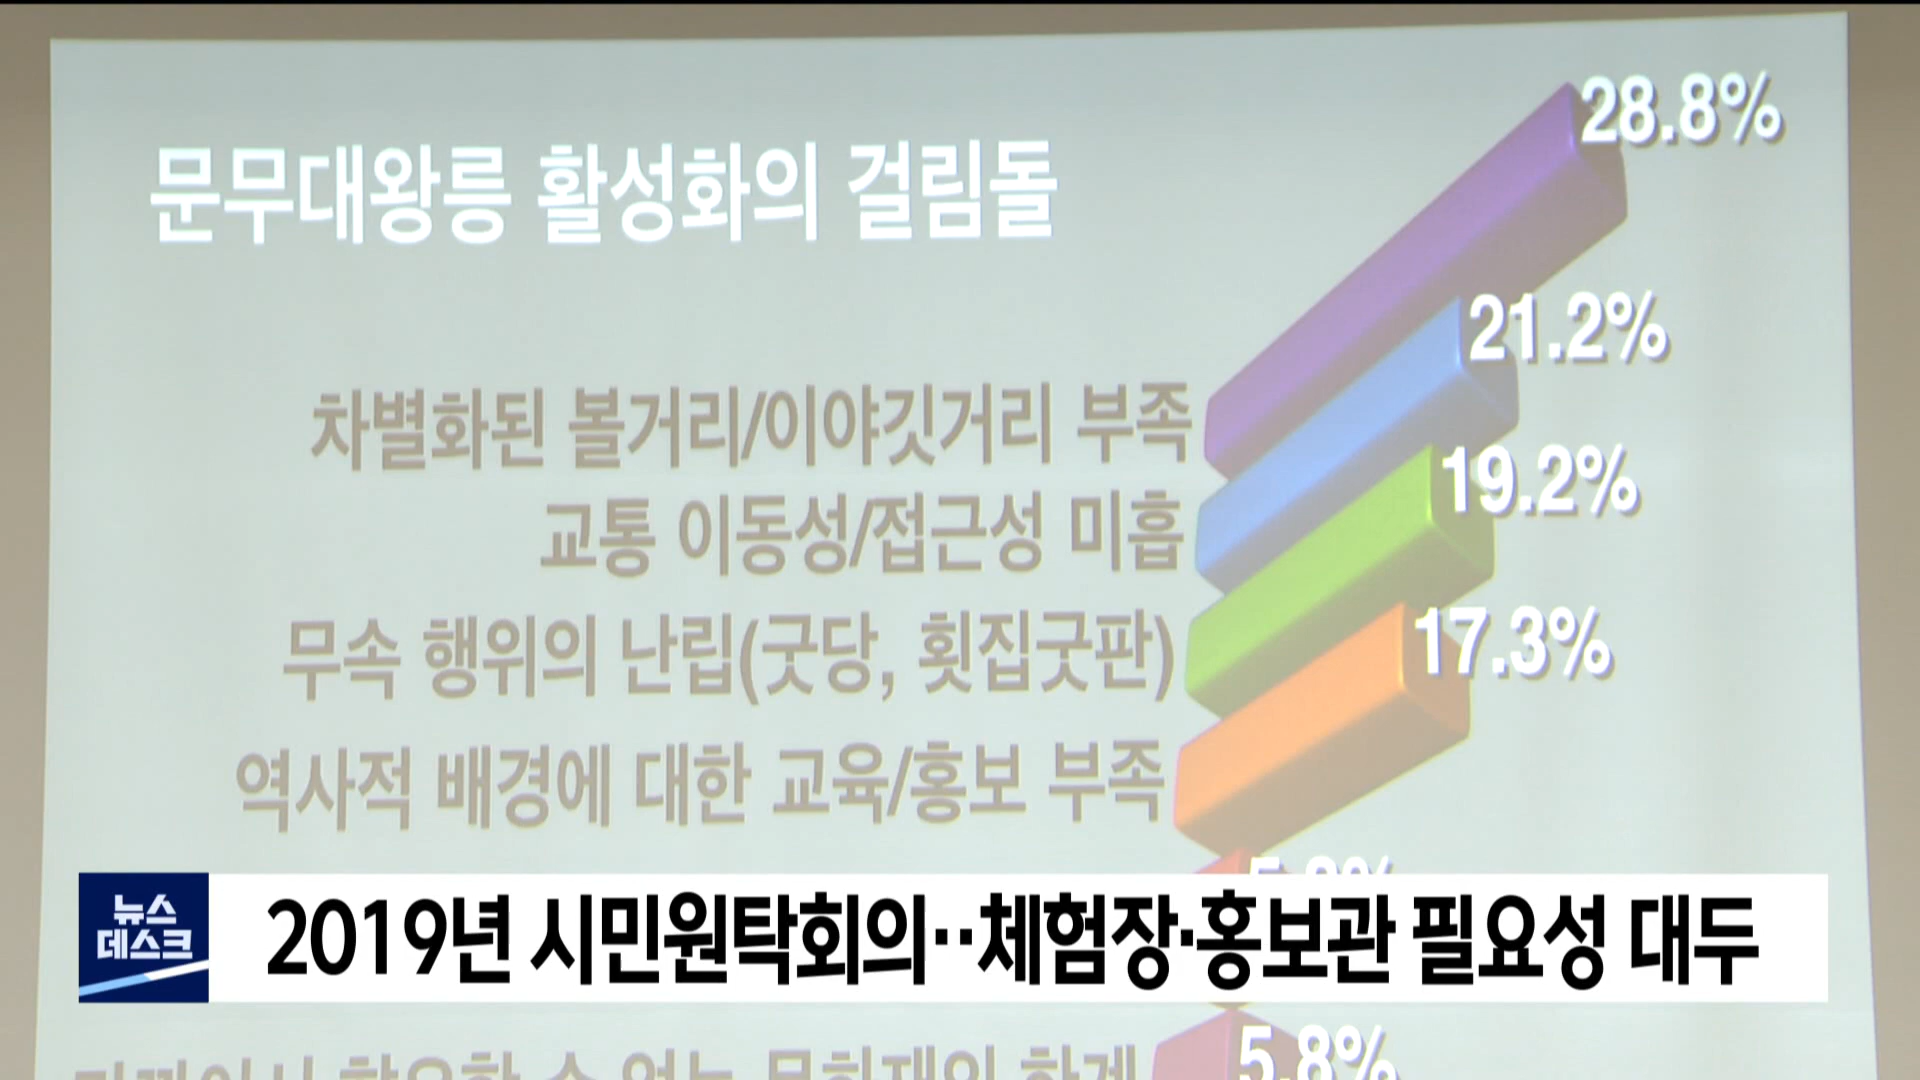 문무대왕릉 활성화의 걸림돌
28.8%
21.2%
차별화된 볼거리/이야깃거리 부족
19.2%
교통 이동성/접근성 미흡
17.3%
무속 행위의 난립(굿당, 횟집굿판)
역사적 배경에 대한 교육/홍보 부족
뉴스
데스크
2019년 시민원탁회의··체험장·홍보관 필요성 대두
5.8%